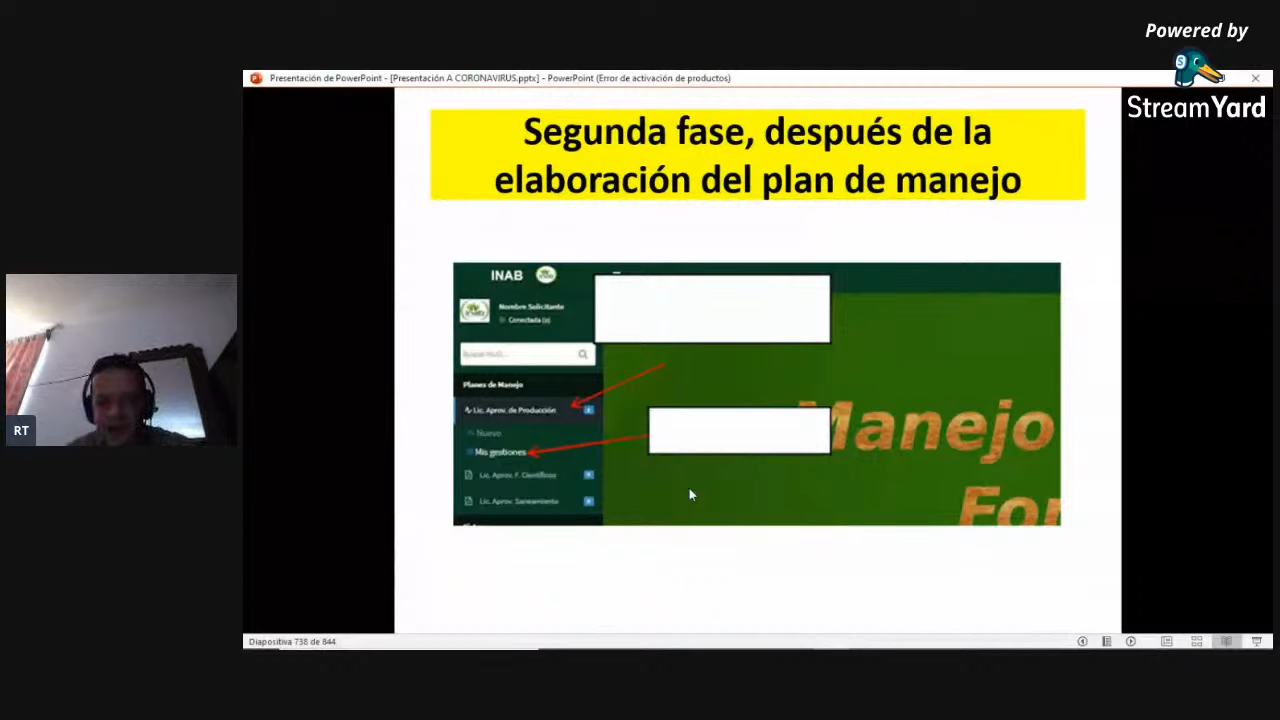 Powered by
StreamYard
Presentación de PowerPoint - [Presentación A CORONAVIRUS.pptx] - PowerPoint (Error de activación de productos)
Segunda fase, después de la
elaboración del plan de manejo
INAB
Nombre Solicitante
Conectada (o)
Planes de Manejo
Lic. Aprov. de Producción
Nuevo
Mis gestiones
Lic. Aprov. F. Científicos
Lic. Aprov. Saneamiento
Manejo
For
RT
Diapositiva 738 de 844